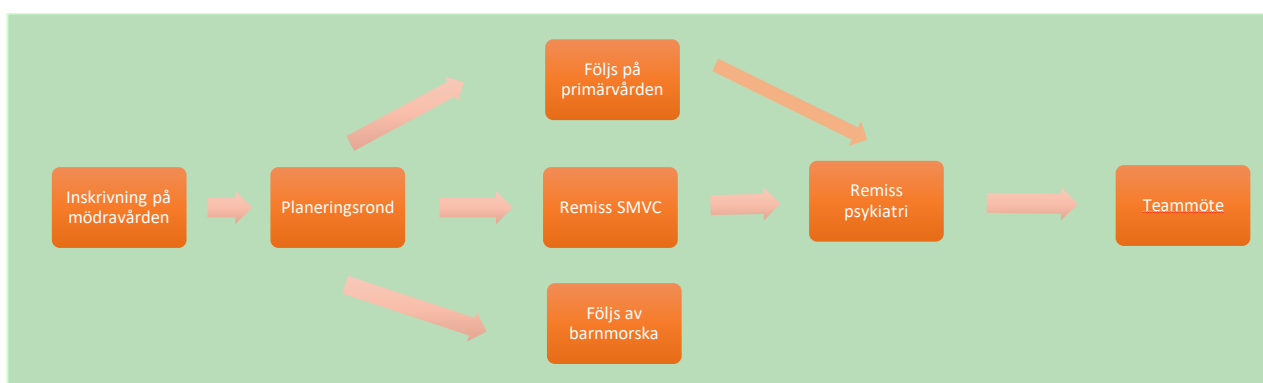 Följs på
primärvården
Inskrivning på
mödravården
Planeringsrond
Remiss SMVC
Remiss
psykiatri
Teammöte
Följs av
barnmorska